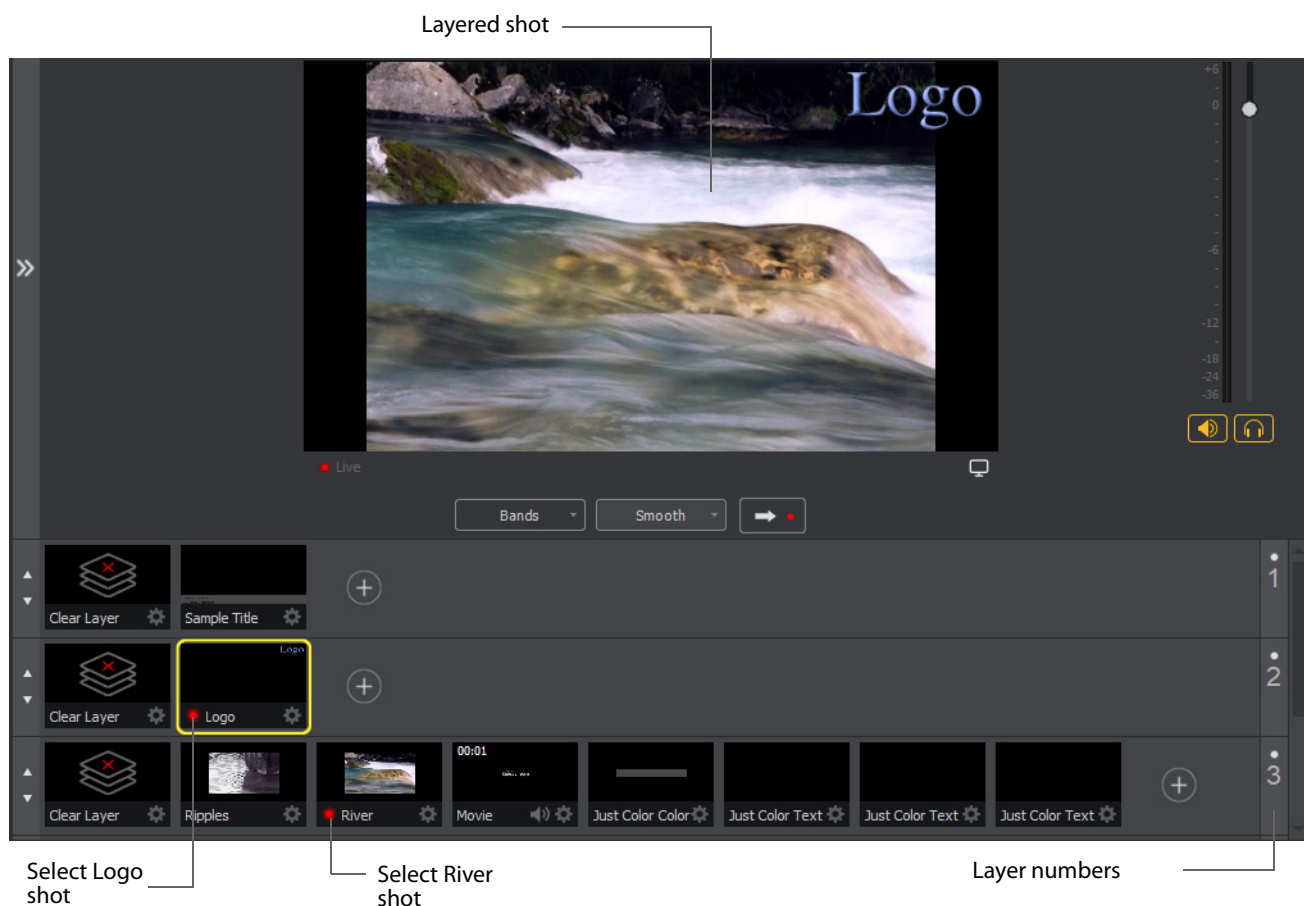 Layered shot
Logo
+6
0
-6
-12
-18
-24
-36
Live
Bands
Smooth
Clear Layer
Sample Title
1
Logo
Clear Layer
Logo
2
00:01
Clear Layer
Ripples
River
Movie
Just Color Color
Just Color Text
Just Color Text
Just Color Text
3
Select Logo
shot
Select River
shot
Layer numbers